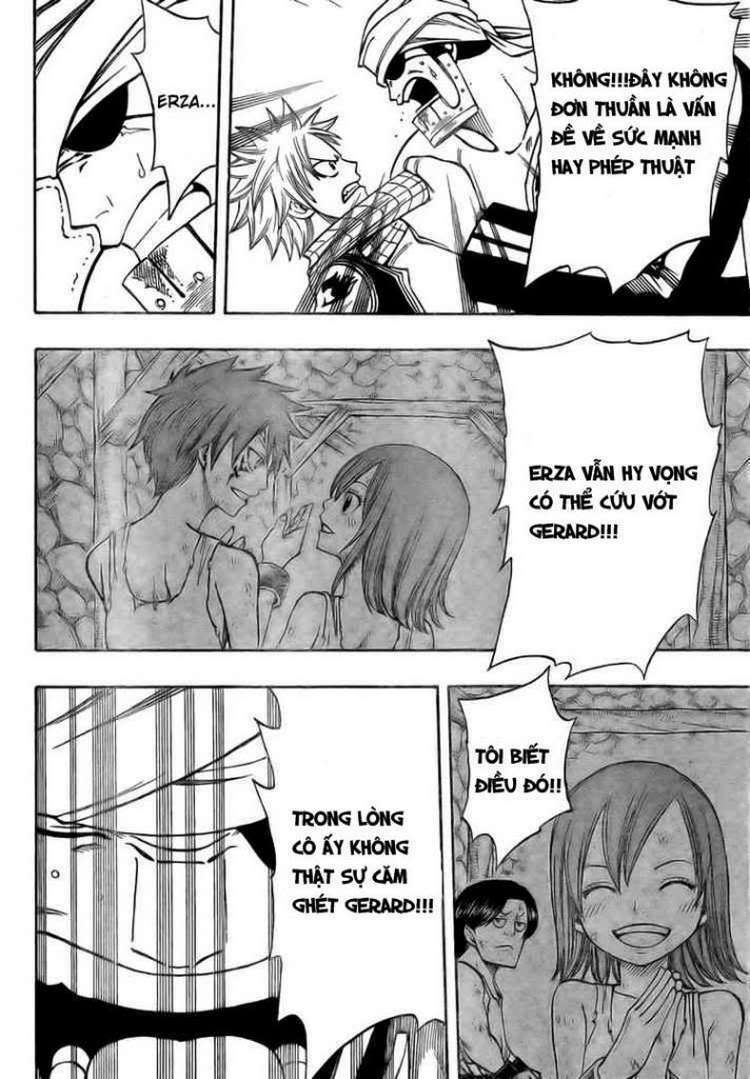 KHÔNG!!!ĐÂY KHÔNG
ĐƠN THUẦN LÀ VẤN
ĐỀ VỀ SỨC MẠNH
HAY PHÉP THUẬT
ERZA...
ERZA VẪN HY VỌNG
CÓ THỂ CỨU VỚT
GERARD!!!
TÔI BIẾT
ĐIỀU ĐÓ!!
TRONG LÒNG
CÔ ẤY KHÔNG
THẬT SỰ CĂM
GHÉT GERARD!!!